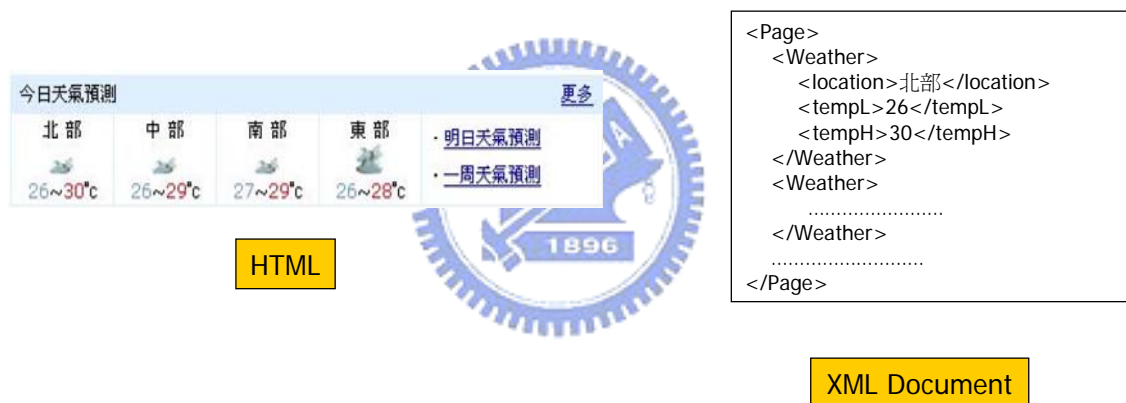 今日天氣預測 更多
北部 中部 南部 東部
26~30°c 26~29°c 27~29°c 26~28°c
・明日天氣預測
・一周天氣預測
HTML
1896
<Page>
<Weather>
<location>北部</location>
<tempL>26</tempL>
<tempH>30</tempH>
</Weather>
<Weather>
........................
</Weather>
...........................
</Page>
XML Document